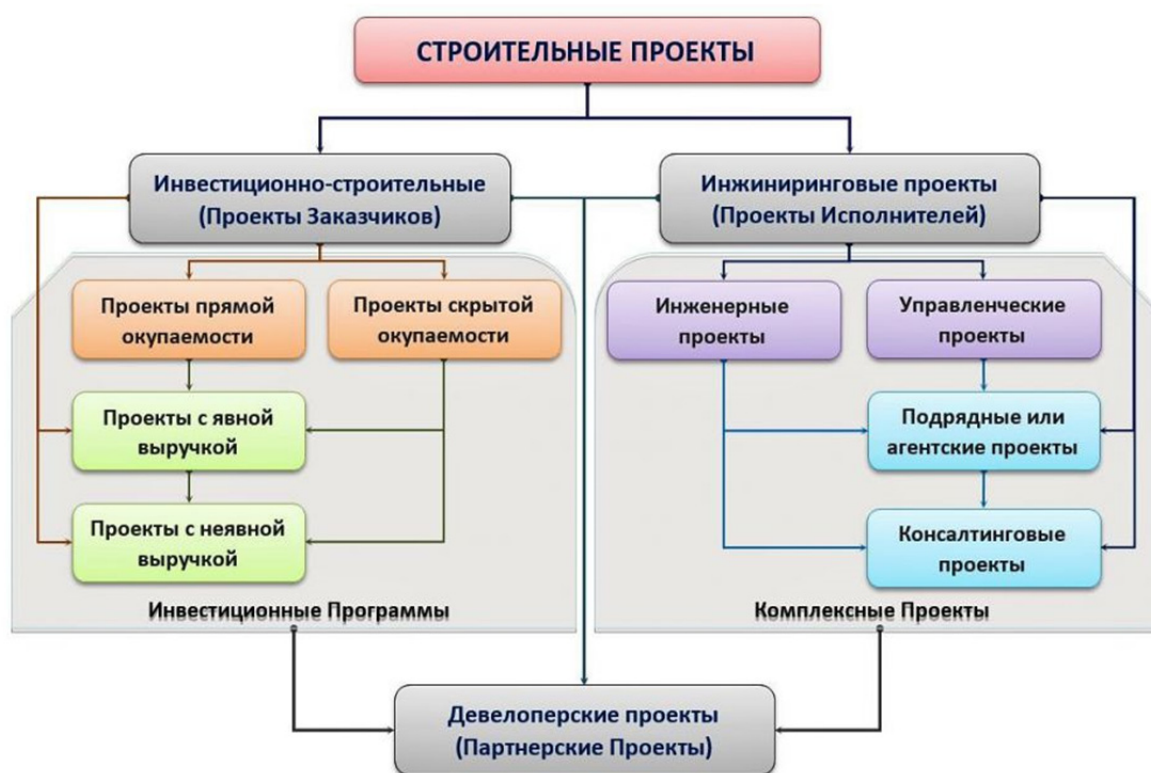 СТРОИТЕЛЬНЫЕ ПРОЕКТЫ
Инвестиционно-строительные
(Проекты Заказчиков)
Инжиниринговые проекты
(Проекты Исполнителей)
Проекты прямой
окупаемости
Проекты скрытой
окупаемости
Инженерные
проекты
Управленческие
проекты
Проекты с явной
выручкой
Подрядные или
агентские проекты
Проекты с неявной
выручкой
Консалтинговые
проекты
Инвестиционные Программы
Комплексные Проекты
Девелоперские проекты
(Партнерские Проекты)